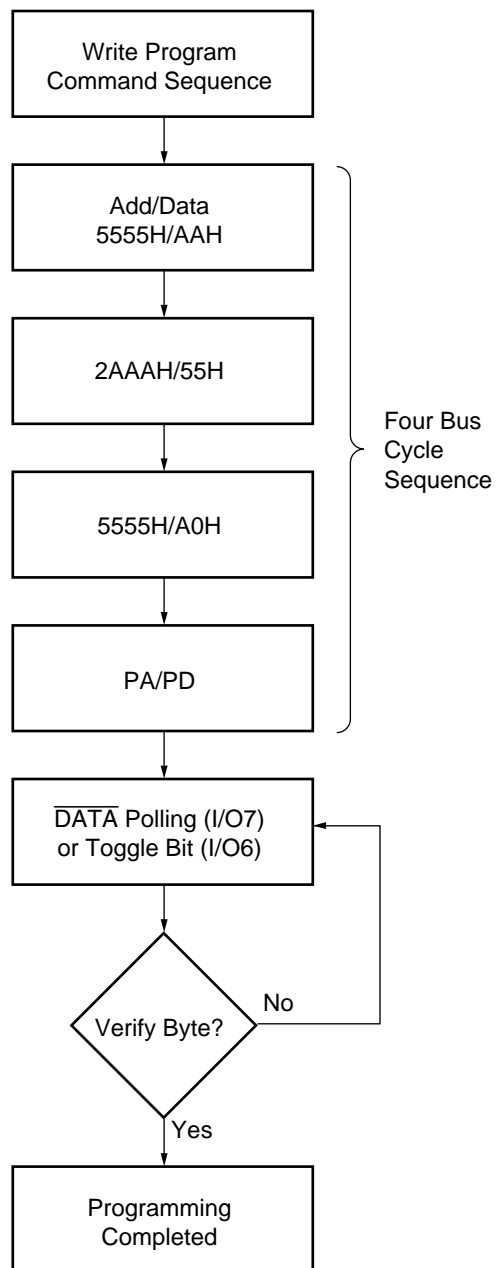 Write Program
Command Sequence
Add/Data
5555H/AAH
2AAAH/55H
Four Bus
Cycle
Sequence
5555H/A0H
PA/PD
D̅A̅T̅A̅ Polling (I/O7)
or Toggle Bit (I/O6)
No
Verify Byte?
Yes
Programming
Completed